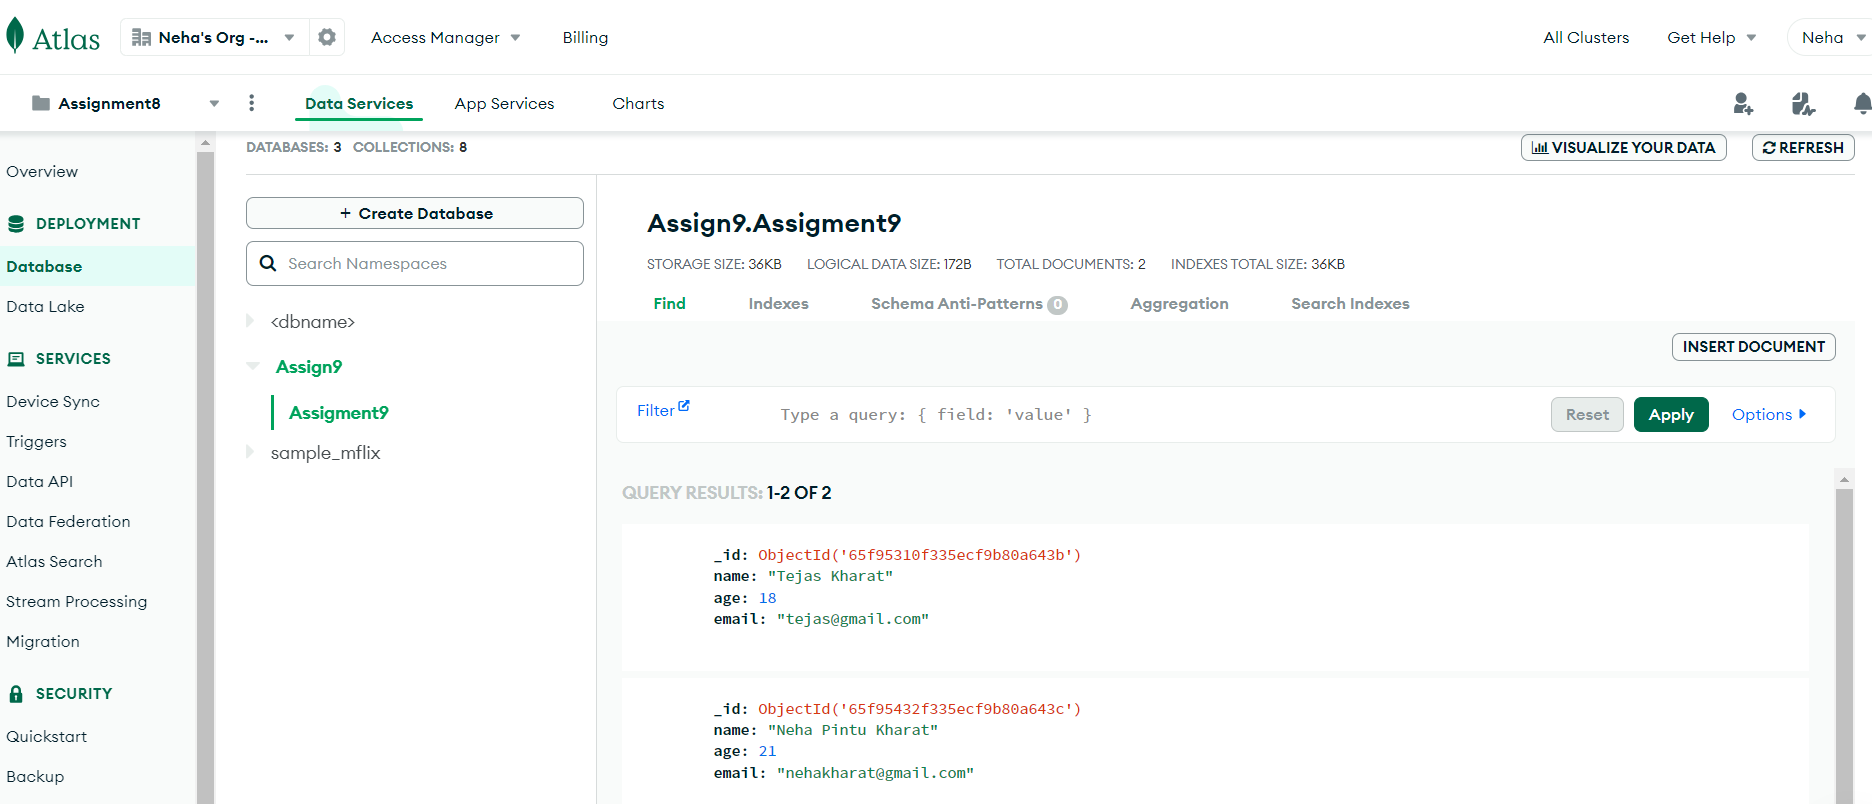 Atlas
Neha's Org -...
Access Manager
Billing
All Clusters
Get Help
Neha
Assignment8
Data Services
App Services
Charts
DATABASES: 3 COLLECTIONS: 8
VISUALIZE YOUR DATA
REFRESH
Overview
DEPLOYMENT
Database
Data Lake
SERVICES
Device Sync
Triggers
Data API
Data Federation
Atlas Search
Stream Processing
Migration
SECURITY
Quickstart
Backup
+ Create Database
Search Namespaces
<dbname>
Assign9
Assigment9
sample_mflix
Assign9.Assigment9
STORAGE SIZE: 36KB LOGICAL DATA SIZE: 172B TOTAL DOCUMENTS: 2 INDEXES TOTAL SIZE: 36KB
Find
Indexes
Schema Anti-Patterns 0
Aggregation
Search Indexes
INSERT DOCUMENT
Filter
Type a query: { field: 'value' }
Reset
Apply
Options
QUERY RESULTS: 1-2 OF 2
_id: ObjectId('65f95310f335ecf9b80a643b')
name: "Tejas Kharat"
age: 18
email: "tejas@gmail.com"
_id: ObjectId('65f95432f335ecf9b80a643c')
name: "Neha Pintu Kharat"
age: 21
email: "nehakharat@gmail.com"